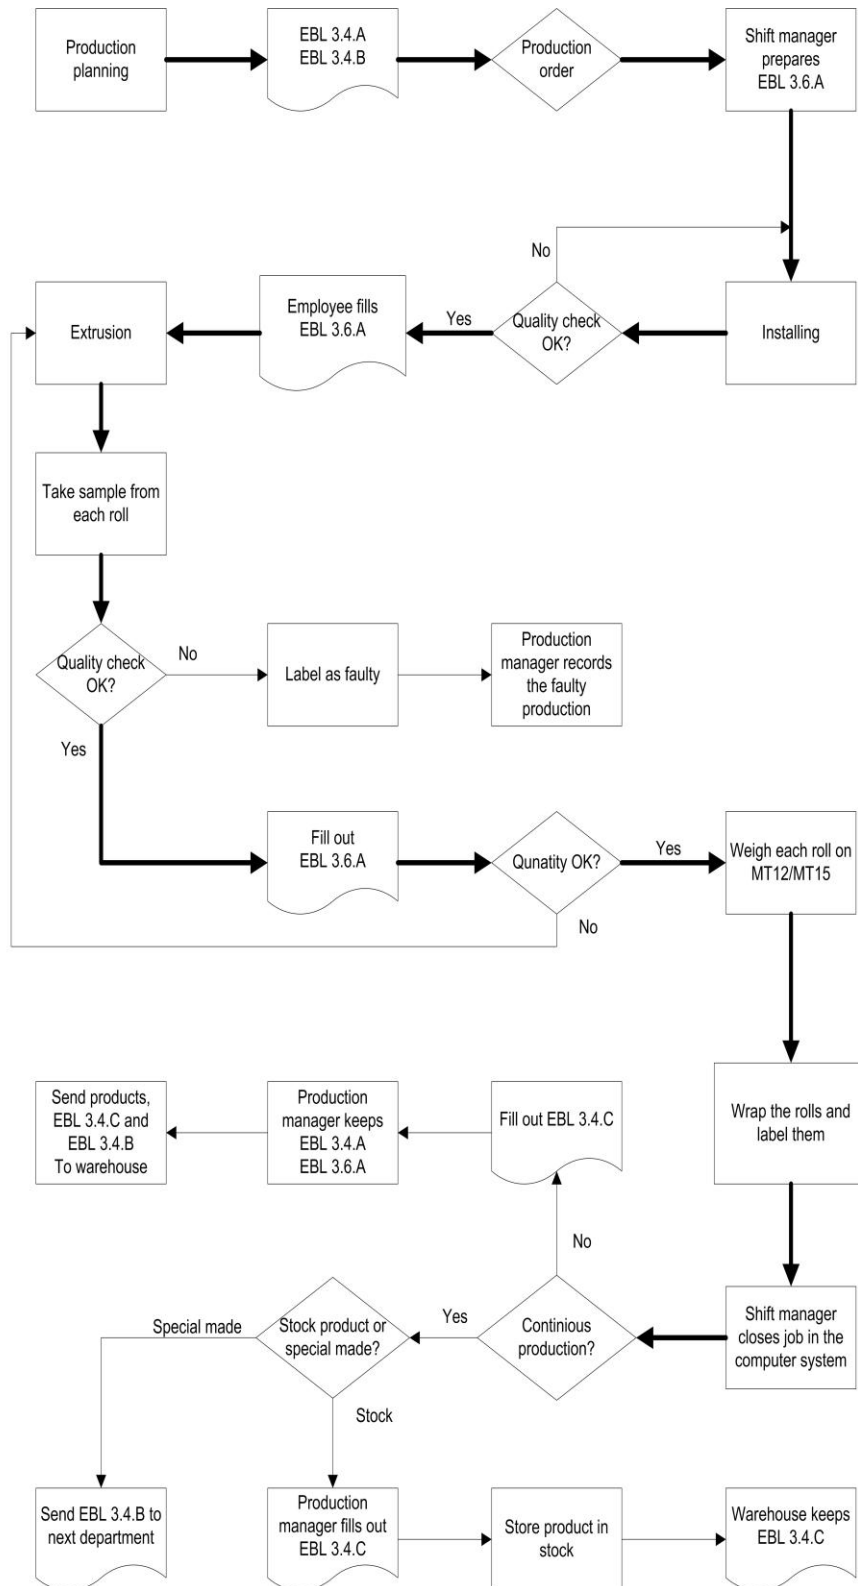 Production
planning
EBL 3.4.A
EBL 3.4.B
Production
order
Shift manager
prepares
EBL 3.6.A
No
Extrusion
Employee fills
EBL 3.6.A
Yes
Quality check
OK?
Installing
Take sample from
each roll
Quality check
OK?
No
Label as faulty
Production
manager records
the faulty
production
Yes
Fill out
EBL 3.6.A
Qunatity OK?
Yes
Weigh each roll on
MT12/MT15
No
Send products,
EBL 3.4.C and
EBL 3.4.B
To warehouse
Production
manager keeps
EBL 3.4.A
EBL 3.6.A
Fill out EBL 3.4.C
Wrap the rolls and
label them
No
Special made
Stock product or
special made?
Yes
Continious
production?
Shift manager
closes job in the
computer system
Stock
Send EBL 3.4.B to
next department
Production
manager fills out
EBL 3.4.C
Store product in
stock
Warehouse keeps
EBL 3.4.C